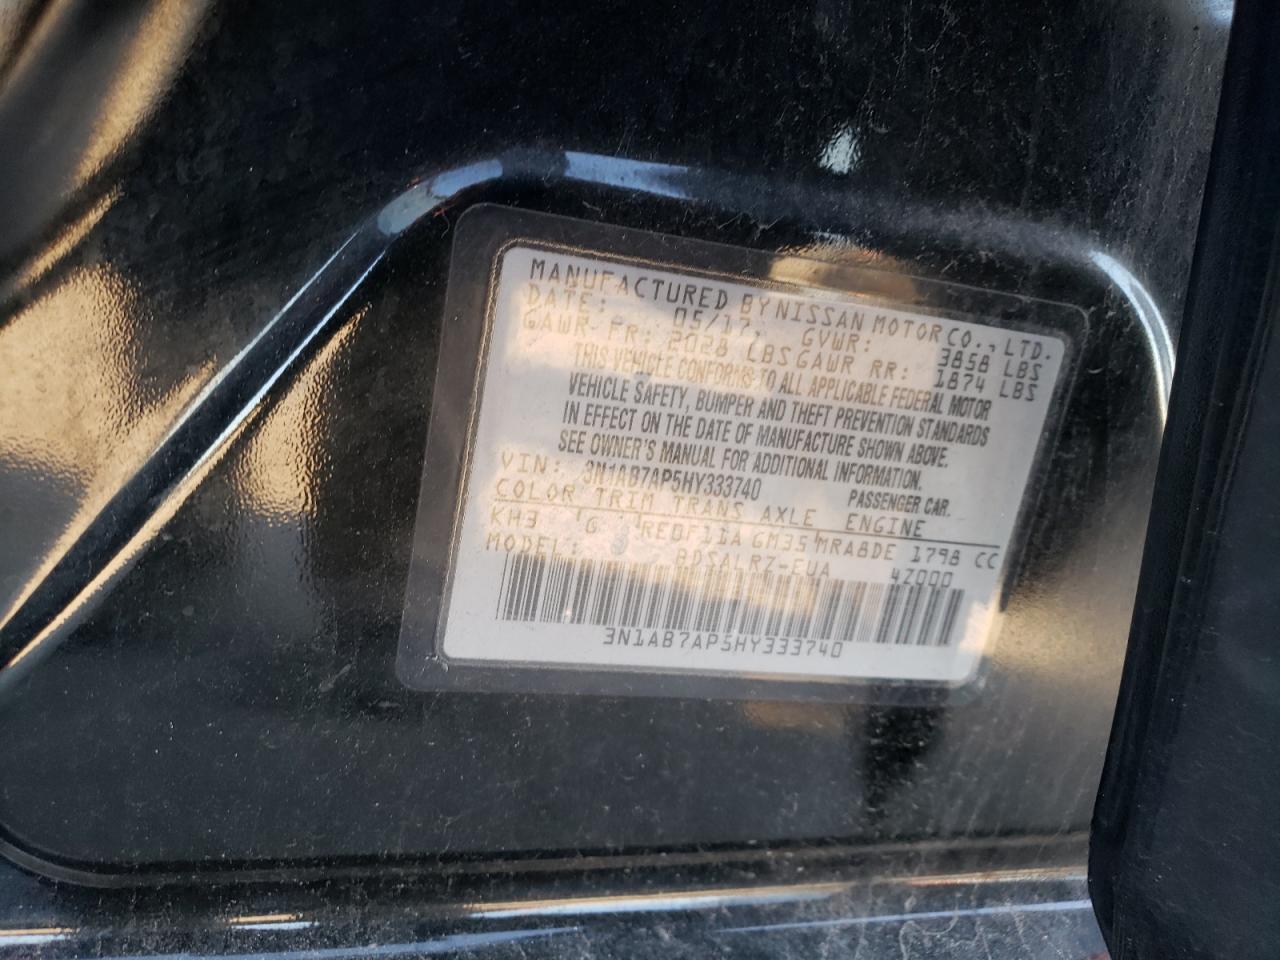 MANUFACTURED BY NISSAN MOTOR CO., LTD.
DATE: 05/17 GVWR: 3858 LBS
GAWR FR: 2028 LBS GAWR RR: 1874 LBS
THIS VEHICLE CONFORMS TO ALL APPLICABLE FEDERAL MOTOR
VEHICLE SAFETY, BUMPER AND THEFT PREVENTION STANDARDS
IN EFFECT ON THE DATE OF MANUFACTURE SHOWN ABOVE.
SEE OWNER'S MANUAL FOR ADDITIONAL INFORMATION.
VIN: 3N1AB7AP5HY333740 PASSENGER CAR.
COLOR TRIM TRANS AXLE ENGINE
KH3 G RE0F11A GM35 MRA8DE 1798 CC
MODEL: BDSALRZ-EUA 4Z000
3N1AB7AP5HY333740